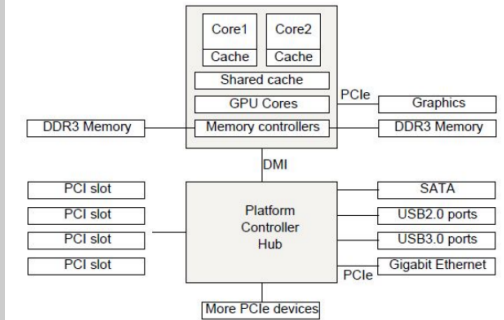 Core1 Core2
Cache Cache
Shared cache
GPU Cores
PCIe
Graphics
DDR3 Memory
Memory controllers
DDR3 Memory
DMI
PCI slot
PCI slot
PCI slot
PCI slot
Platform
Controller
Hub
SATA
USB2.0 ports
USB3.0 ports
Gigabit Ethernet
PCIe
More PCIe devices